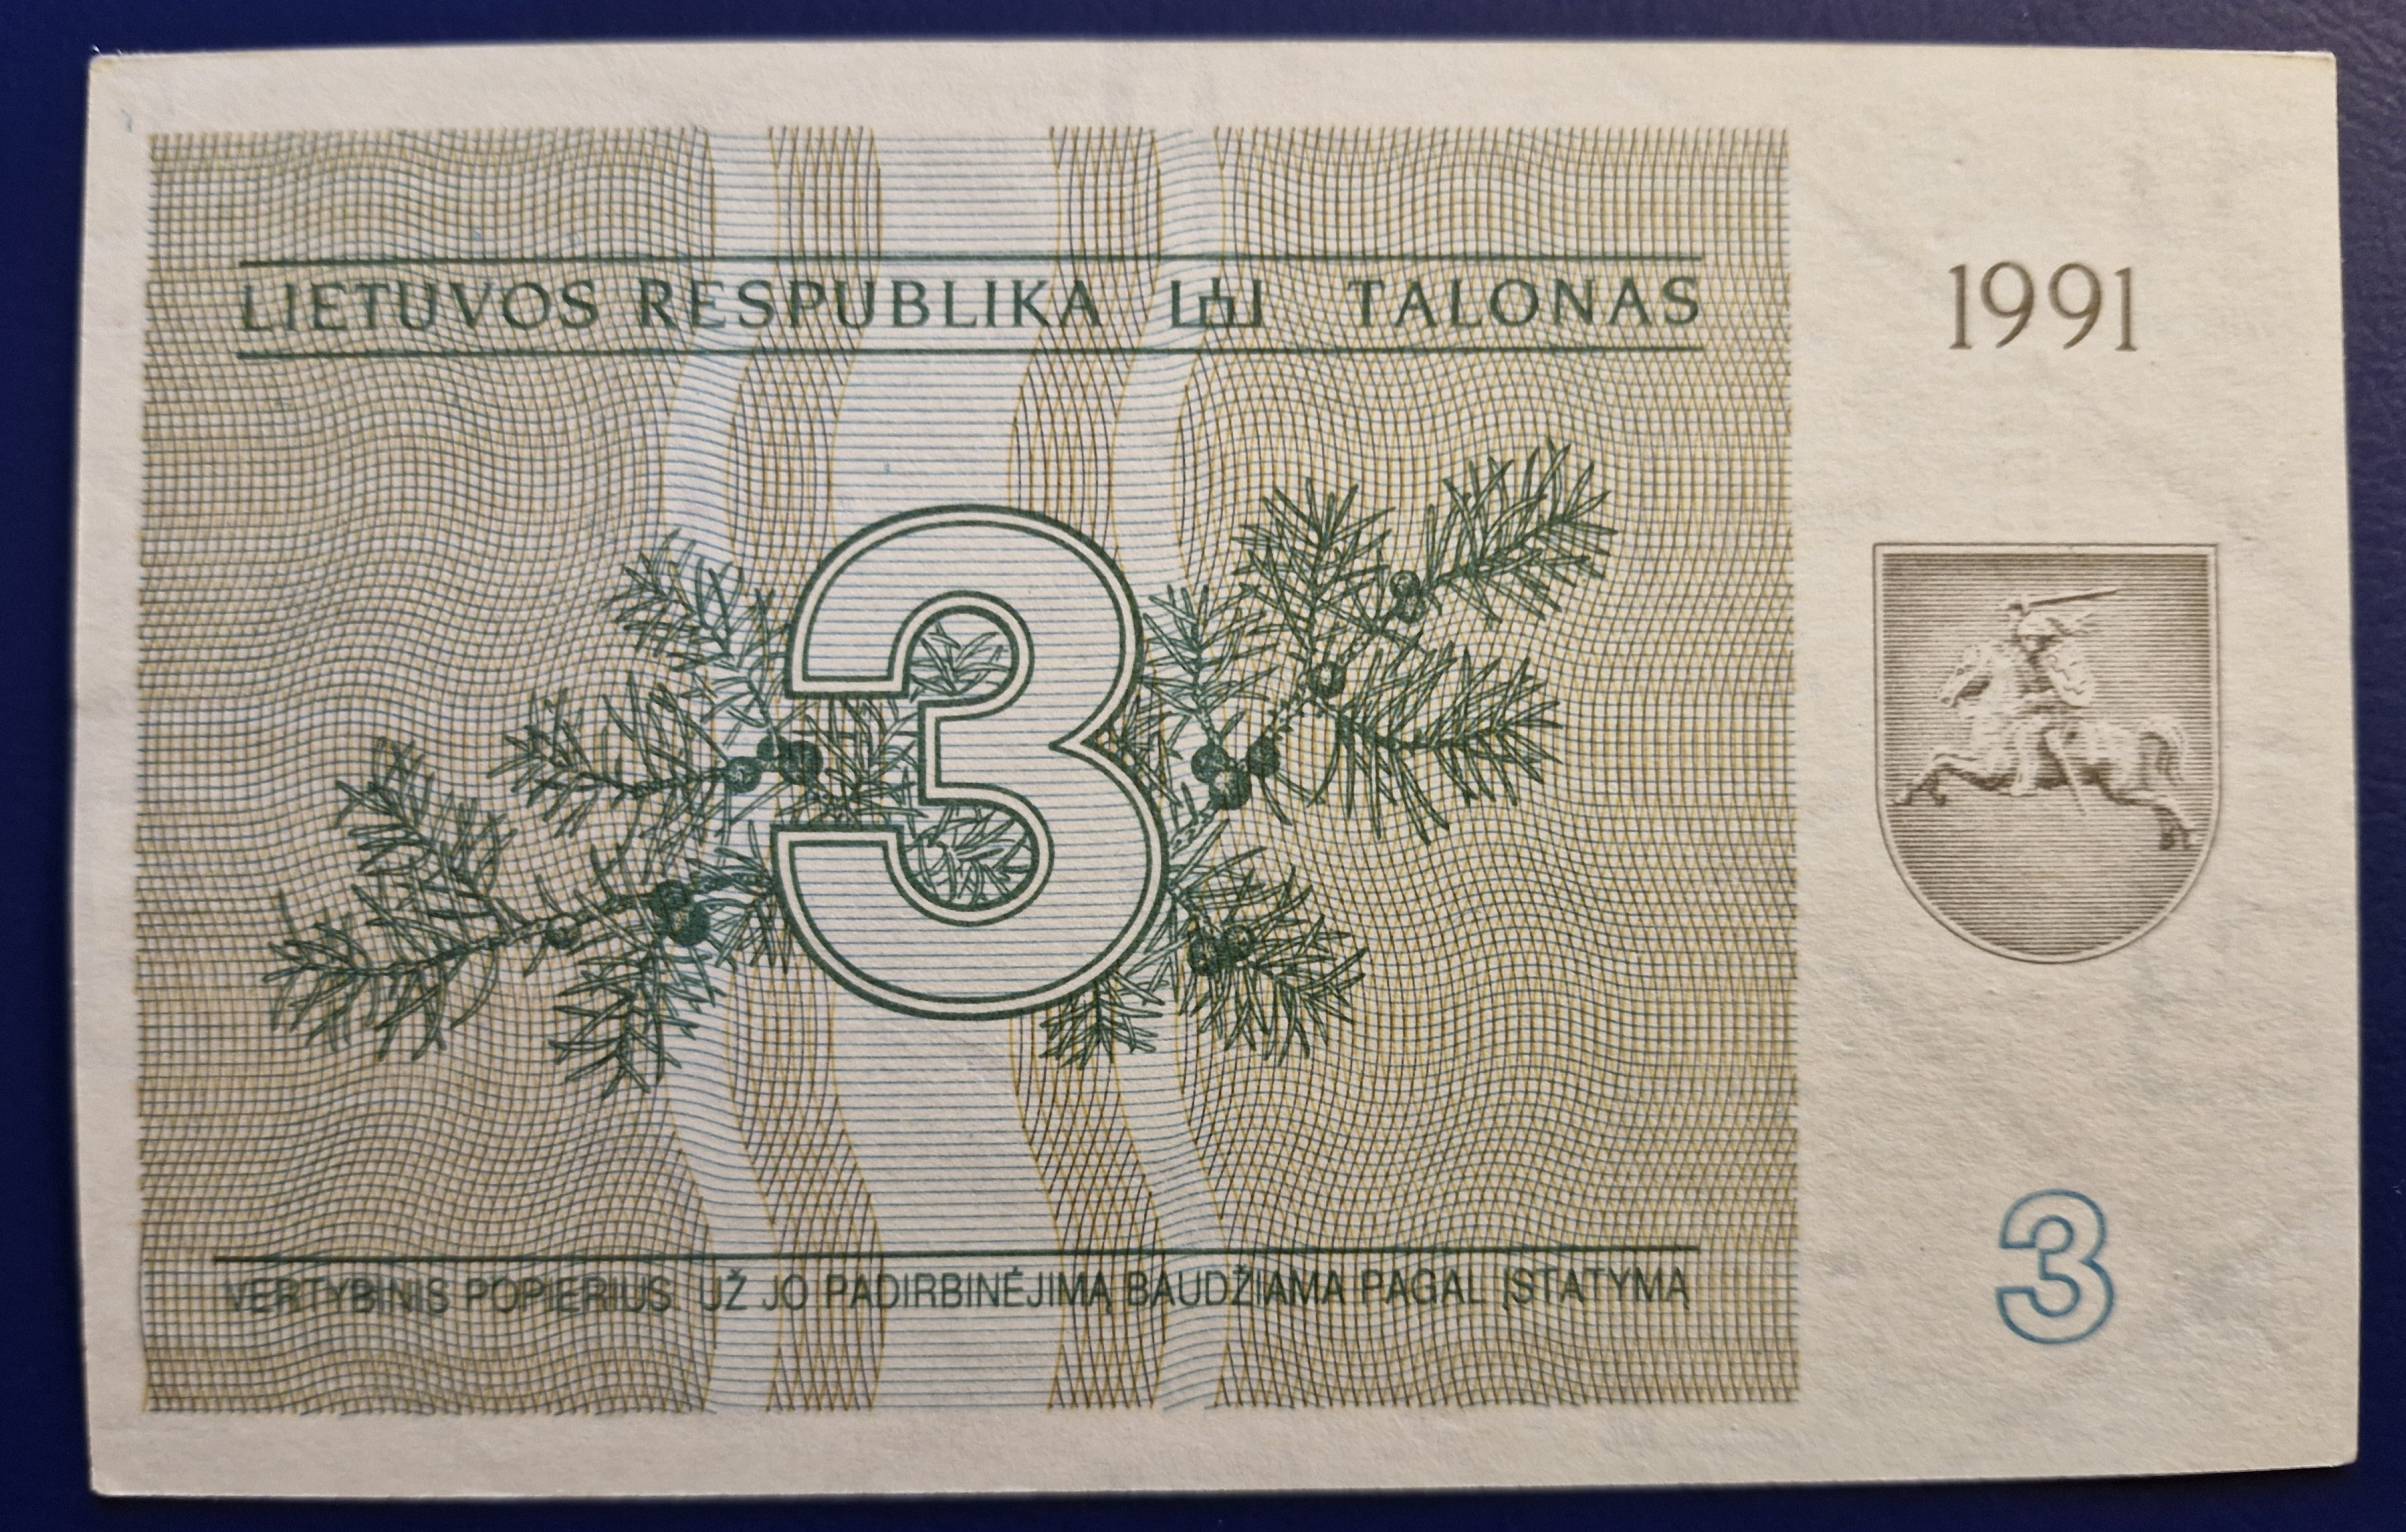 LIETUVOS RESPUBLIKA TALONAS
1991
3
VERTYBINIS POPIERIUS. UŽ JO PADIRBINĖJIMĄ BAUDŽIAMA PAGAL ĮSTATYMĄ
3